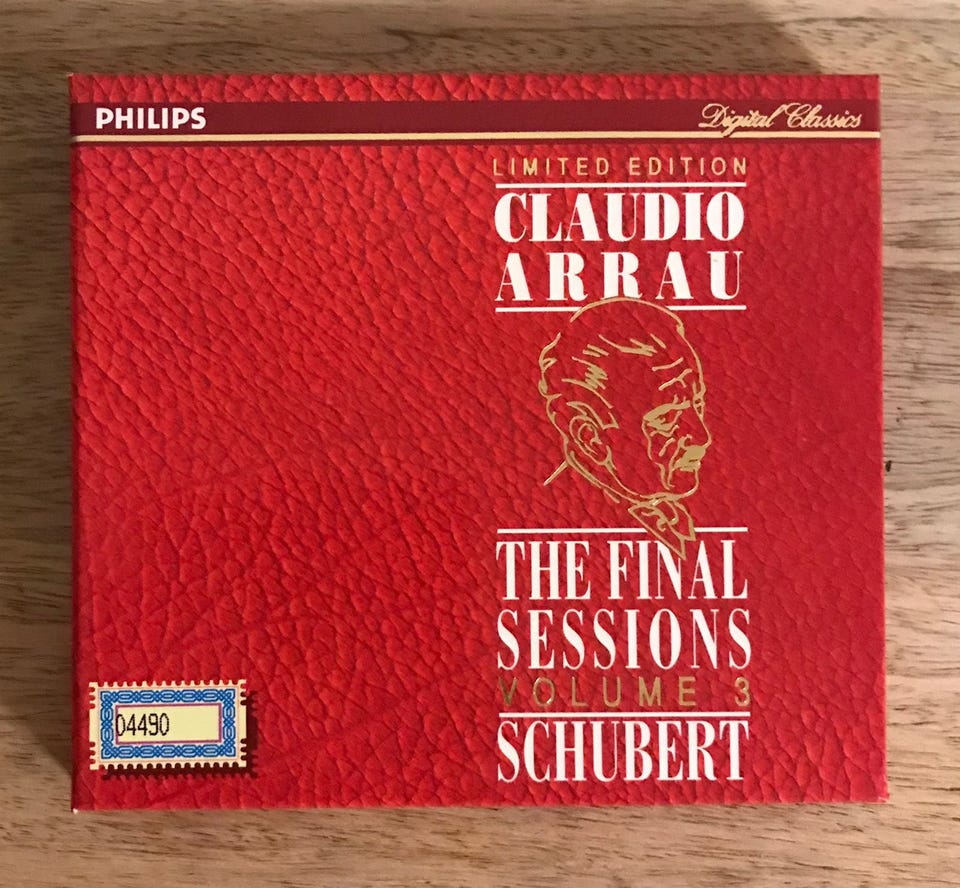 PHILIPS
Digital Classics
LIMITED EDITION
CLAUDIO
ARRAU
THE FINAL
SESSIONS
VOLUME 3
SCHUBERT
04490